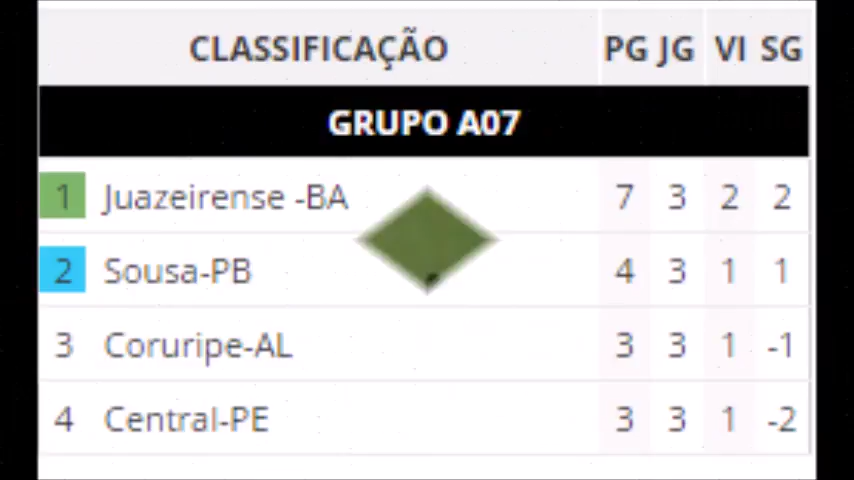 CLASSIFICAÇÃO PG JG VI SG
GRUPO A07
1 Juazeirense -BA 7 3 2 2
2 Sousa-PB 4 3 1 1
3 Coruripe-AL 3 3 1 -1
4 Central-PE 3 3 1 -2